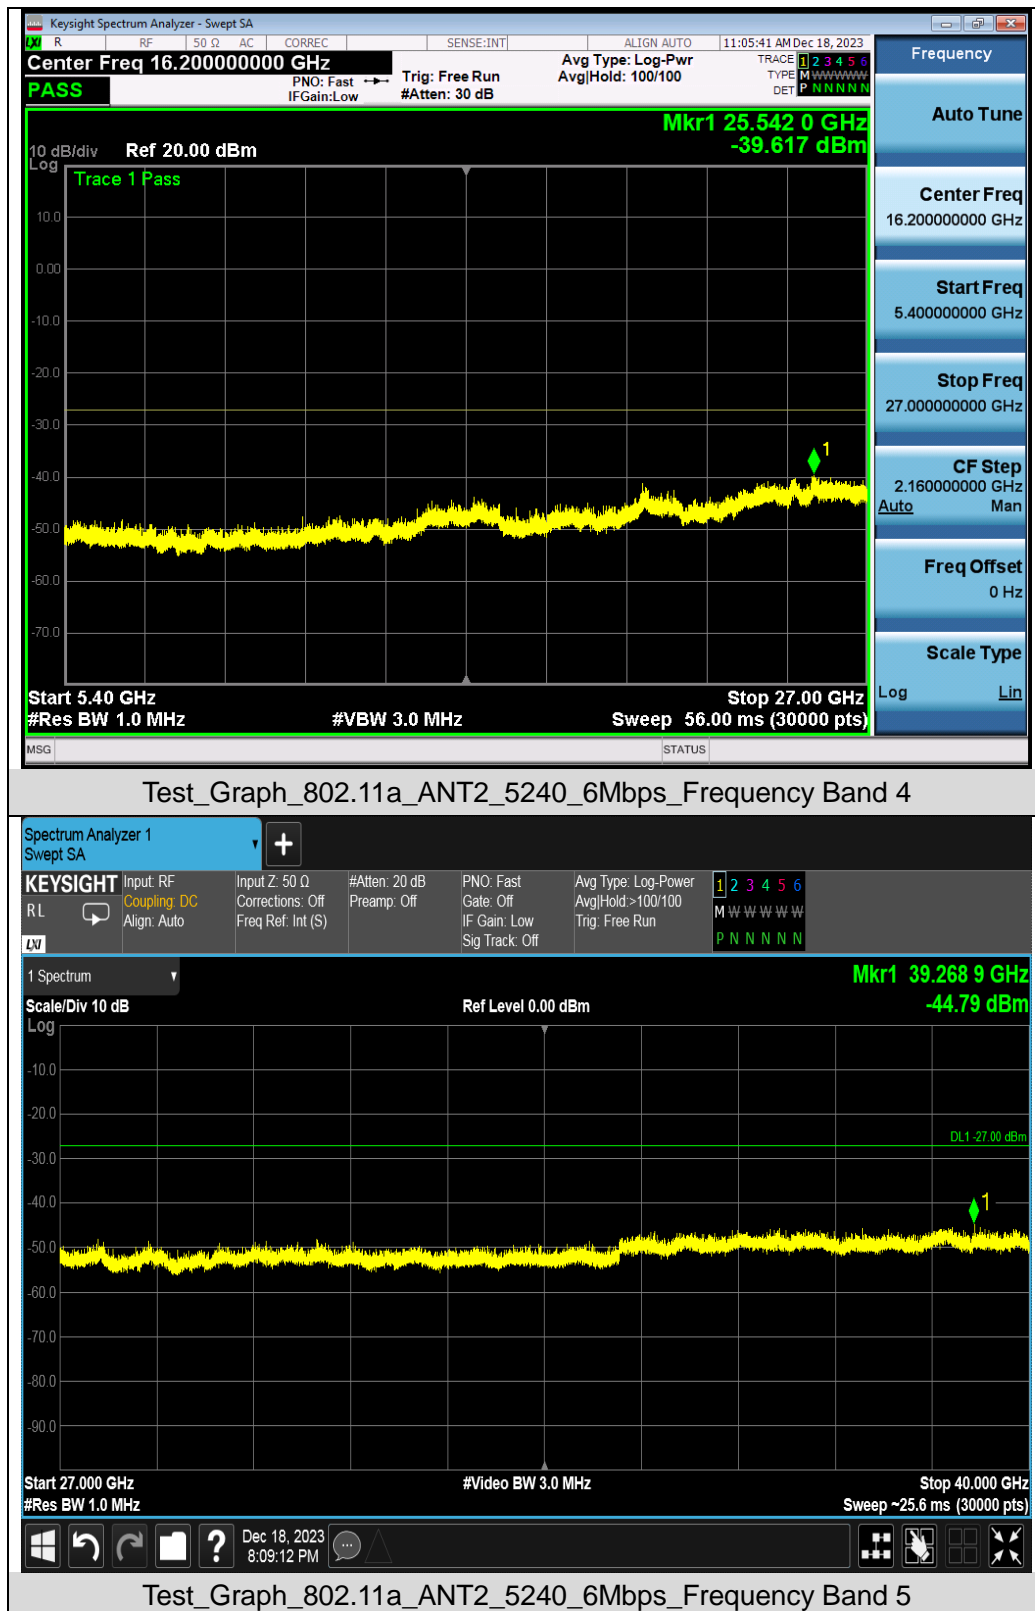 Keysight Spectrum Analyzer - Swept SA
LXI R RF 50 Ω AC CORREC SENSE:INT ALIGN AUTO 11:05:41 AM Dec 18, 2023
Center Freq 16.200000000 GHz
PNO: Fast
IFGain:Low
Trig: Free Run
#Atten: 30 dB
Avg Type: Log-Pwr
Avg|Hold: 100/100
TRACE 1 2 3 4 5 6
TYPE M W W W W W
DET P N N N N N
PASS
Mkr1 25.542 0 GHz
-39.617 dBm
10 dB/div Ref 20.00 dBm
Log
Trace 1 Pass
10.0
0.00
-10.0
-20.0
-30.0
-40.0
-50.0
-60.0
-70.0
1
Start 5.40 GHz Stop 27.00 GHz
#Res BW 1.0 MHz #VBW 3.0 MHz Sweep 56.00 ms (30000 pts)
MSG STATUS
Frequency
Auto Tune
Center Freq
16.200000000 GHz
Start Freq
5.400000000 GHz
Stop Freq
27.000000000 GHz
CF Step
2.160000000 GHz
Auto Man
Freq Offset
0 Hz
Scale Type
Log Lin
Test_Graph_802.11a_ANT2_5240_6Mbps_Frequency Band 4
Spectrum Analyzer 1
Swept SA
+
KEYSIGHT
R L
LXI
Input: RF
Coupling: DC
Align: Auto
Input Z: 50 Ω
Corrections: Off
Freq Ref: Int (S)
#Atten: 20 dB
Preamp: Off
PNO: Fast
Gate: Off
IF Gain: Low
Sig Track: Off
Avg Type: Log-Power
Avg|Hold:>100/100
Trig: Free Run
1 2 3 4 5 6
M W W W W W
P N N N N N
1 Spectrum
Mkr1 39.268 9 GHz
-44.79 dBm
Scale/Div 10 dB Ref Level 0.00 dBm
Log
-10.0
-20.0
-30.0
-40.0
-50.0
-60.0
-70.0
-80.0
-90.0
DL1 -27.00 dBm
1
Start 27.000 GHz #Video BW 3.0 MHz Stop 40.000 GHz
#Res BW 1.0 MHz Sweep ~25.6 ms (30000 pts)
?
Dec 18, 2023
8:09:12 PM
Test_Graph_802.11a_ANT2_5240_6Mbps_Frequency Band 5